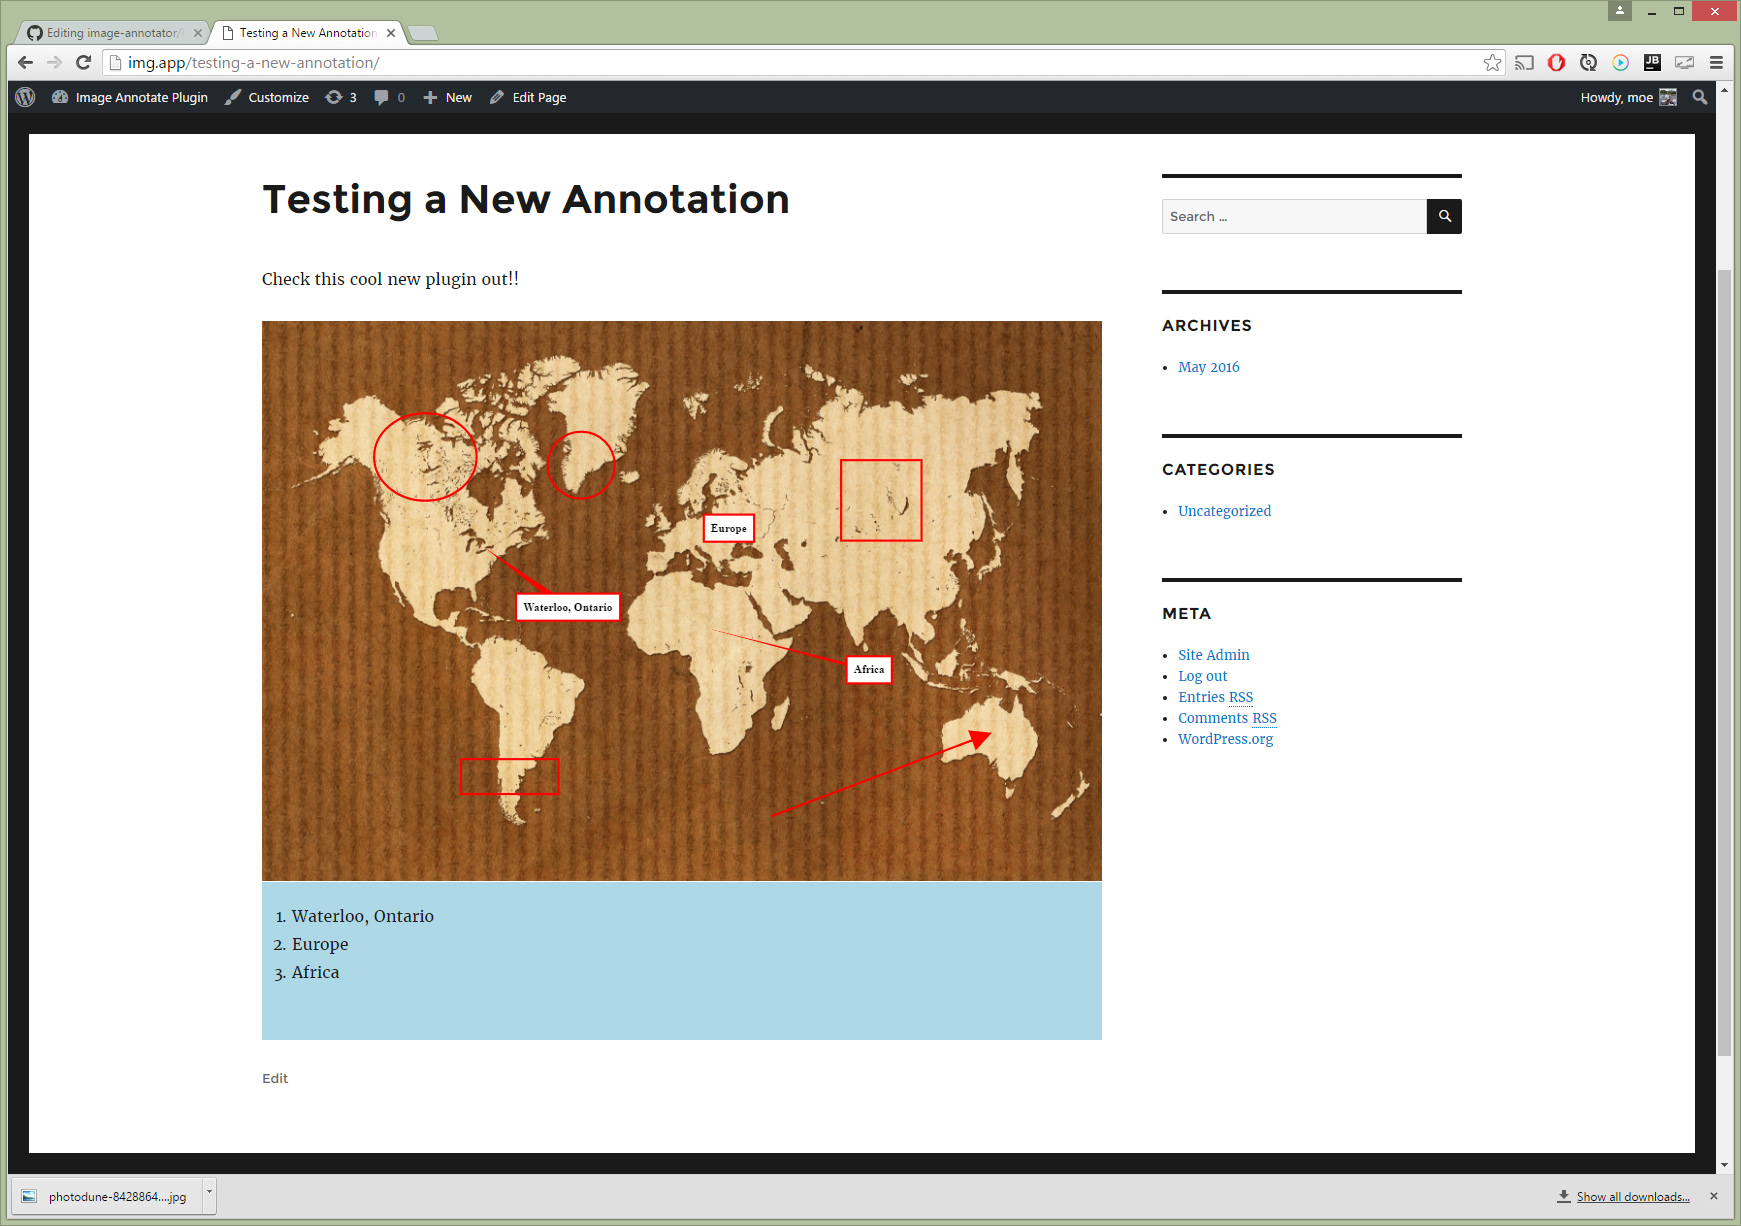 Editing image-annotator/
Testing a New Annotation
img.app/testing-a-new-annotation/
JB
Image Annotate Plugin
Customize
3
0
New
Edit Page
Howdy, moe
Testing a New Annotation
Check this cool new plugin out!!
Europe
Waterloo, Ontario
Africa
1. Waterloo, Ontario
2. Europe
3. Africa
Edit
Search ...
ARCHIVES
May 2016
CATEGORIES
Uncategorized
META
Site Admin
Log out
Entries RSS
Comments RSS
WordPress.org
photodune-8428864....jpg
Show all downloads...